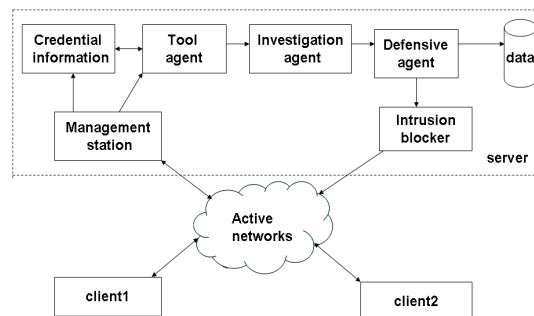 Credential
information
Tool
agent
Investigation
agent
Defensive
agent
data
Management
station
Intrusion
blocker
server
Active
networks
client1
client2